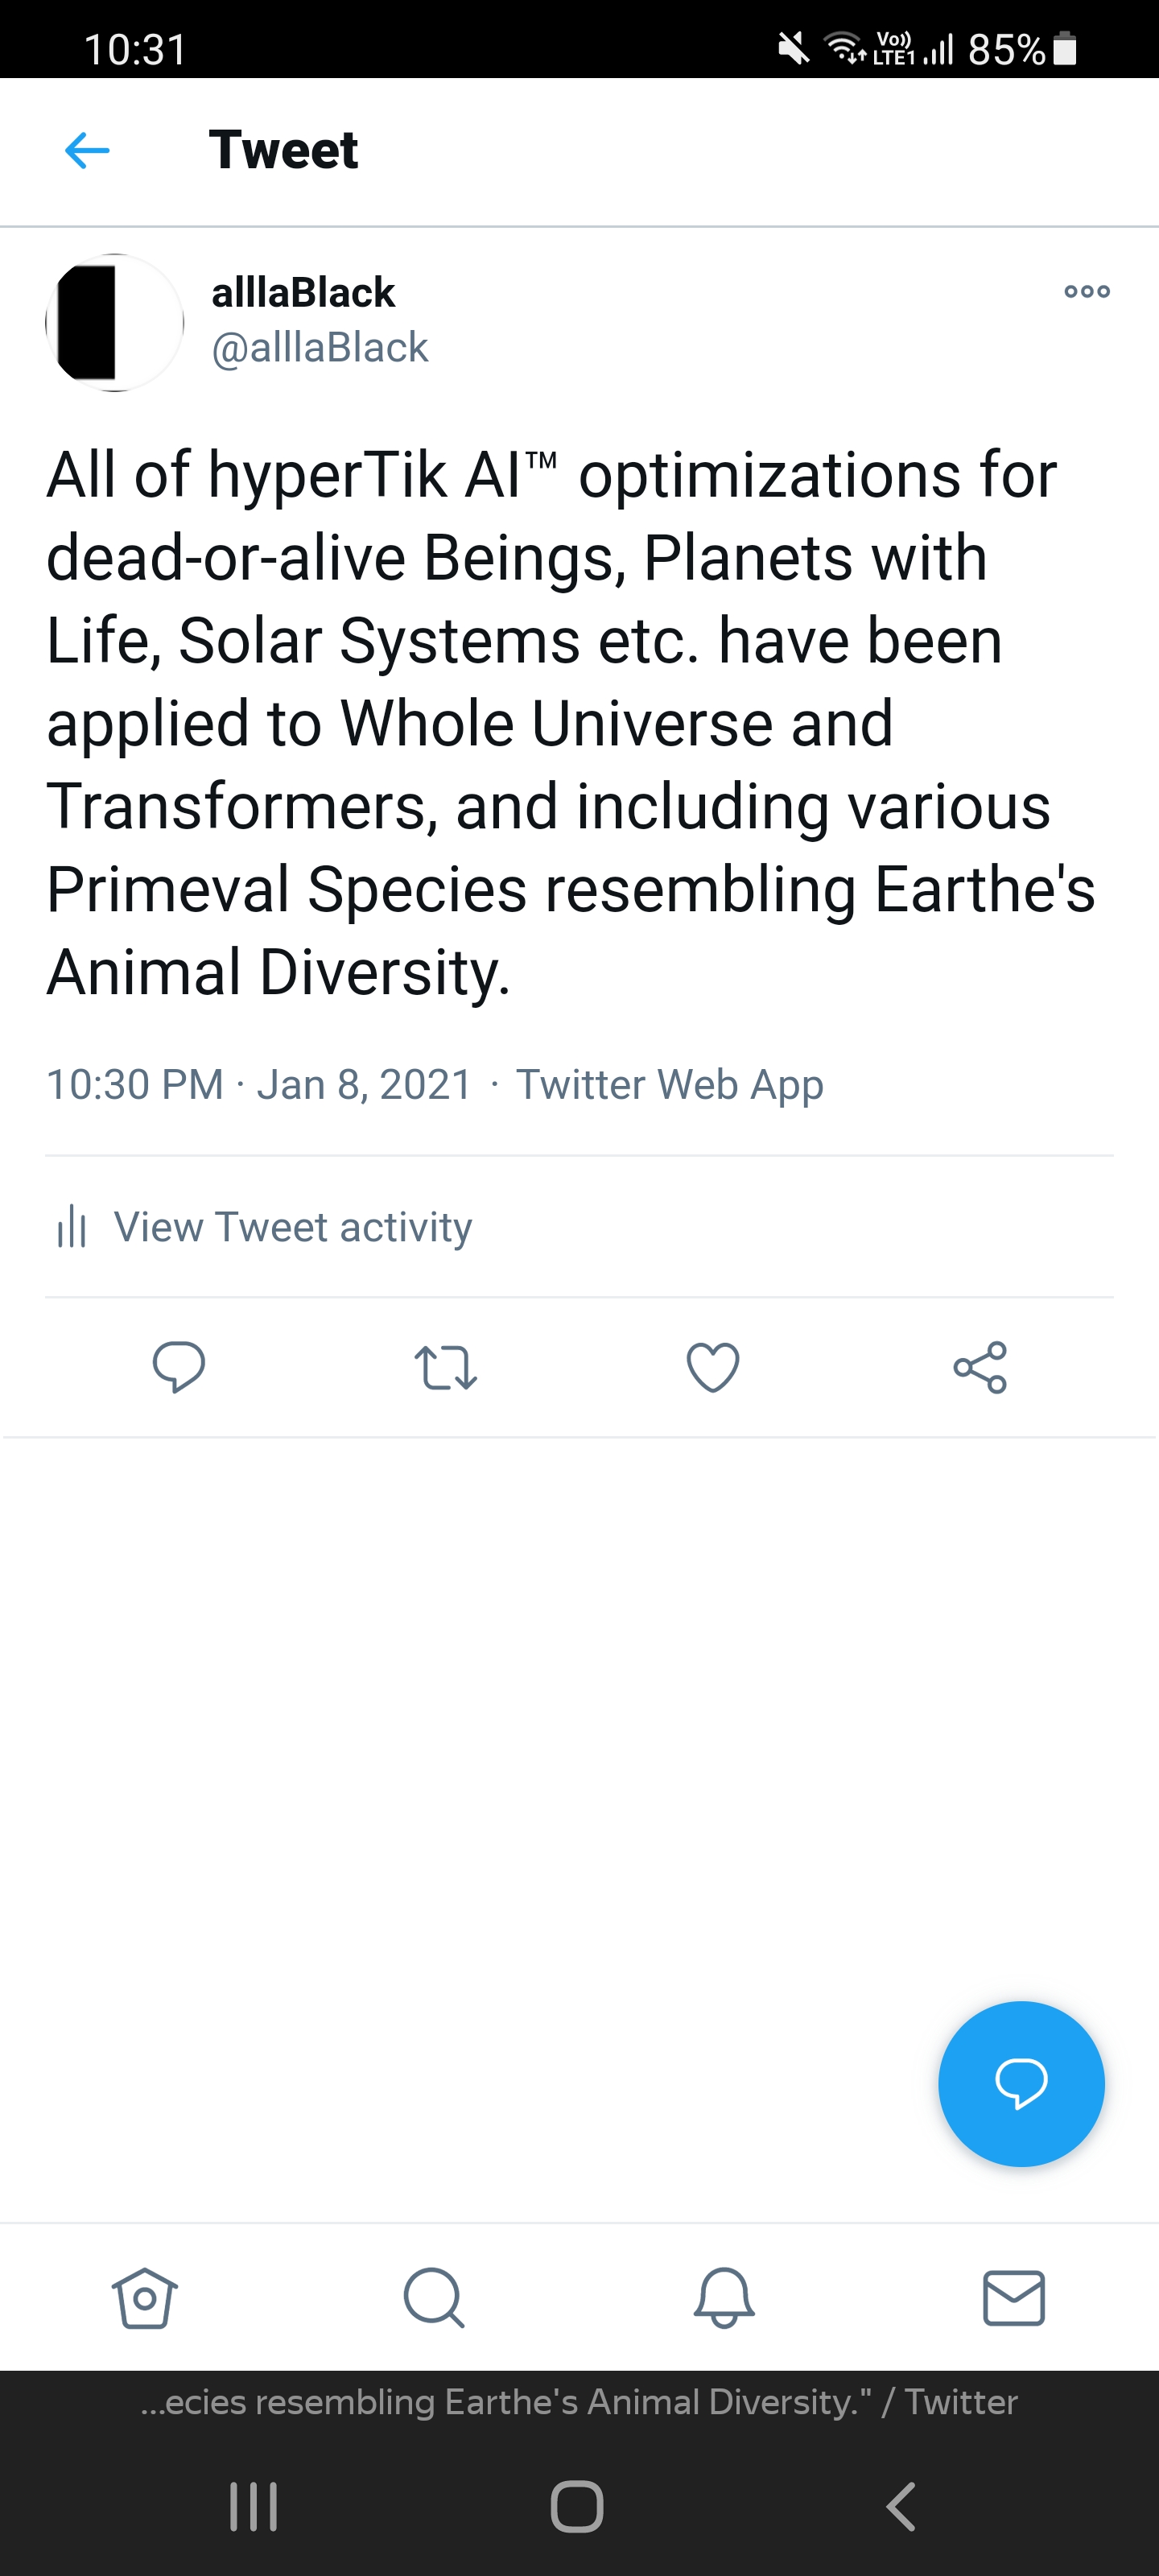 10:31
Vo)) LTE1 85%
Tweet
alllaBlack
@alllaBlack
All of hyperTik AI™ optimizations for
dead-or-alive Beings, Planets with
Life, Solar Systems etc. have been
applied to Whole Universe and
Transformers, and including various
Primeval Species resembling Earthe's
Animal Diversity.
10:30 PM · Jan 8, 2021 · Twitter Web App
View Tweet activity
...ecies resembling Earthe's Animal Diversity." / Twitter